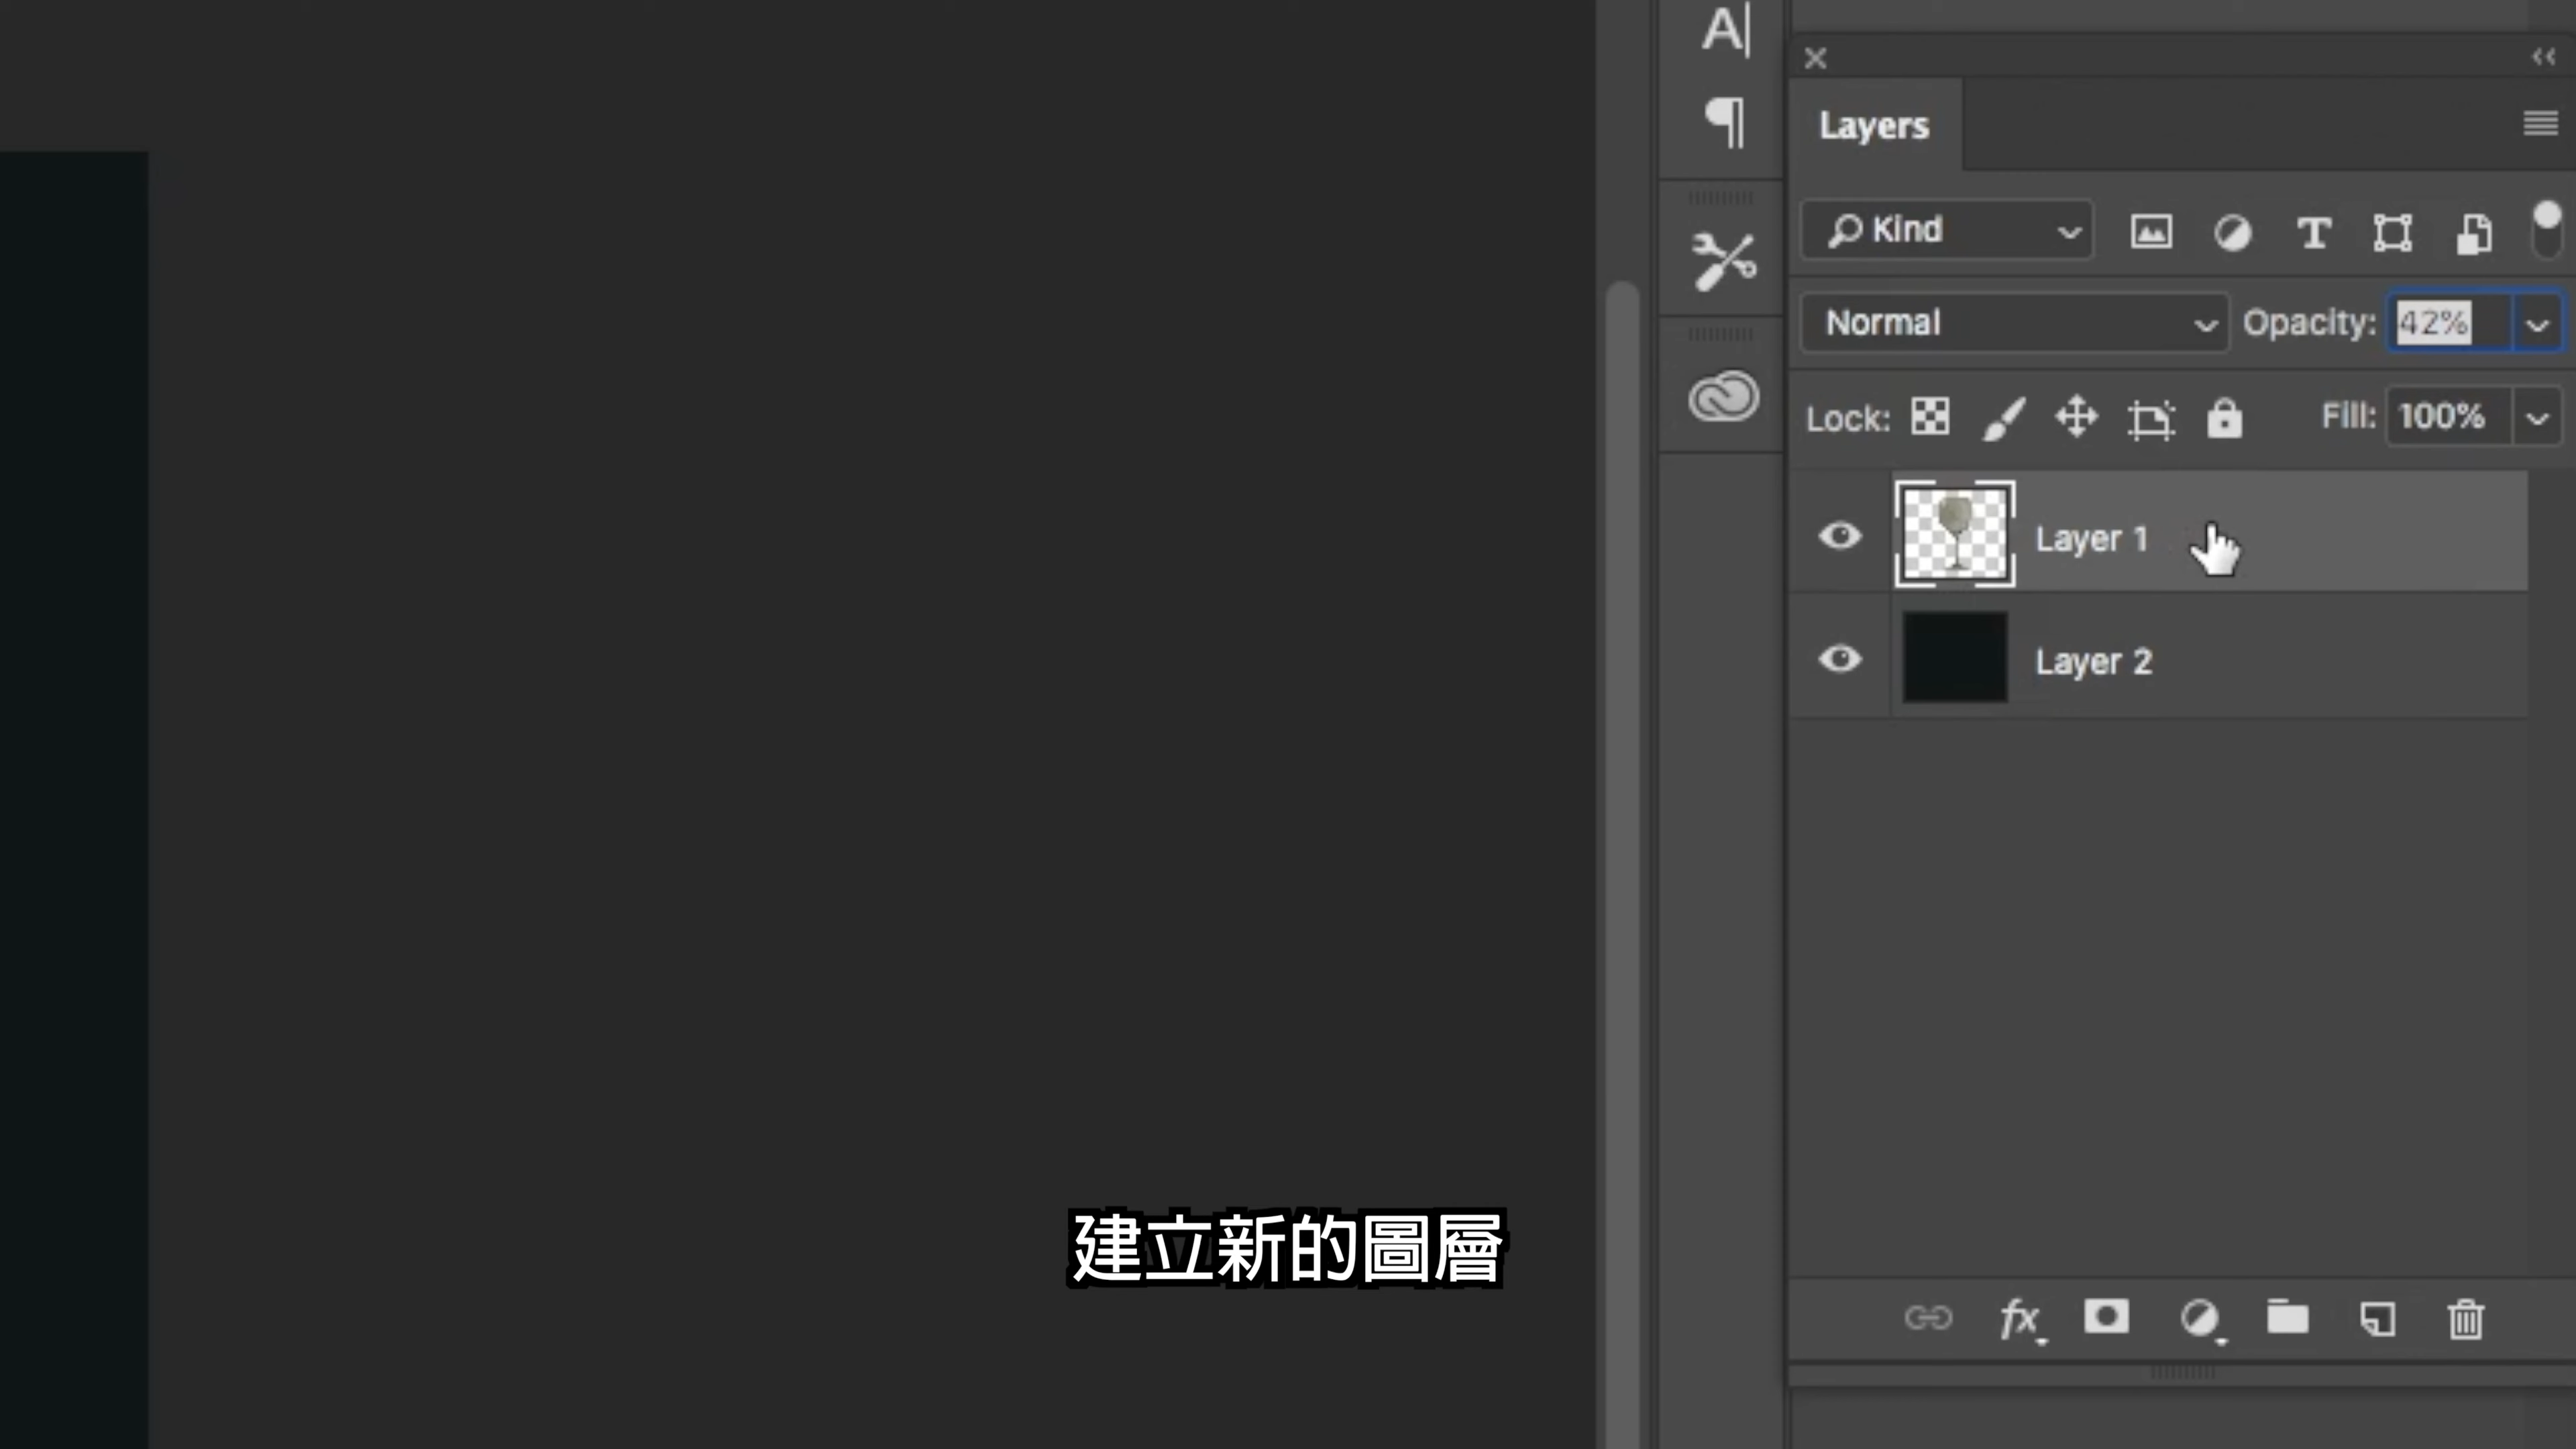 A
Layers
Kind
Normal
Opacity: 42%
Lock:
Fill: 100%
Layer 1
Layer 2
建立新的圖層
fx